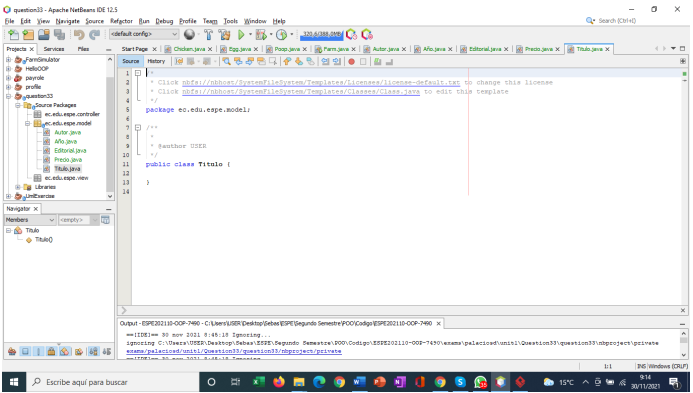 question33 - Apache NetBeans IDE 12.5
File Edit View Navigate Source Refactor Run Debug Profile Team Tools Window Help
Search (Ctrl+I)
<default config>
320.6/388.0MB
Projects Services Files
Start Page Chicken.java Egg.java Poop.java Farm.java Autor.java Año.java Editorial.java Precio.java Titulo.java
FarmSimulator
HelloOOP
payrole
profile
question33
Source Packages
ec.edu.espe.controller
ec.edu.espe.model
Autor.java
Año.java
Editorial.java
Precio.java
Titulo.java
ec.edu.espe.view
Libraries
UnitExercise
Navigator
Members <empty>
Titulo
Titulo()
Source History
1 /*
2 * Click nbfs://nbhost/SystemFileSystem/Templates/Licenses/license-default.txt to change this license
3 * Click nbfs://nbhost/SystemFileSystem/Templates/Classes/Class.java to edit this template
4 */
5 package ec.edu.espe.model;
6
7 /**
8 *
9 * @author USER
10 */
11 public class Titulo {
12
13 }
14
Output - ESPE202110-OOP-7490 - C:\Users\USER\Desktop\Sebas\ESPE\Segundo Semestre\POO\Codigo\ESPE202110-OOP-7490
==[IDE]== 30 nov 2021 8:45:18 Ignoring...
ignoring C:\Users\USER\Desktop\Sebas\ESPE\Segundo Semestre\POO\Codigo\ESPE202110-OOP-7490\exams\palaciosd\unit1\Question33\question33\nbproject\private
exams/palaciosd/unit1/Question33/question33/nbproject/private
==[IDE]== 30 nov 2021 8:45:18 Ignoring
1:1 INS Windows (CRLF)
Escribe aquí para buscar
15°C
9:14
30/11/2021